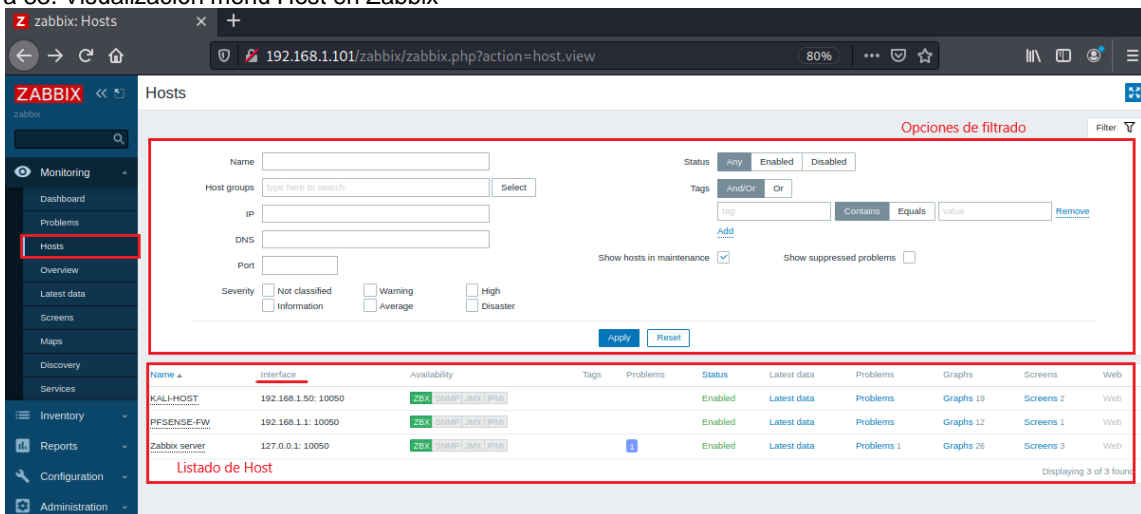 a 68. Visualización menú Host en Zabbix
Z zabbix: Hosts × +
192.168.1.101/zabbix/zabbix.php?action=host.view 80%
ZABBIX
zabbix
Hosts
Opciones de filtrado
Filter
Monitoring
Dashboard
Problems
Hosts
Overview
Latest data
Screens
Maps
Discovery
Services
Inventory
Reports
Configuration
Administration
Name
Host groups type here to search Select
IP
DNS
Port
Severity Not classified Warning High
Information Average Disaster
Status Any Enabled Disabled
Tags And/Or Or
tag Contains Equals value Remove
Add
Show hosts in maintenance Show suppressed problems
Apply Reset
Name Interface Availability Tags Problems Status Latest data Problems Graphs Screens Web
KALI-HOST 192.168.1.50: 10050 ZBX SNMP JMX IPMI Enabled Latest data Problems Graphs 19 Screens 2 Web
PFSENSE-FW 192.168.1.1: 10050 ZBX SNMP JMX IPMI Enabled Latest data Problems Graphs 12 Screens 1 Web
Zabbix server 127.0.0.1: 10050 ZBX SNMP JMX IPMI 1 Enabled Latest data Problems 1 Graphs 26 Screens 3 Web
Listado de Host
Displaying 3 of 3 found